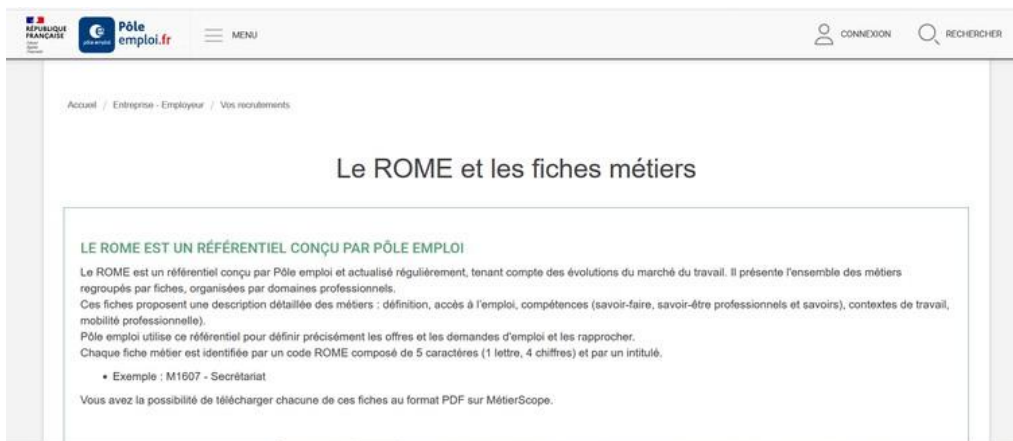 RÉPUBLIQUE
FRANÇAISE
pôle emploi
Pôle
emploi.fr
MENU
CONNEXION
RECHERCHER
Accueil / Entreprise - Employeur / Vos recrutements
Le ROME et les fiches métiers
LE ROME EST UN RÉFÉRENTIEL CONÇU PAR PÔLE EMPLOI
Le ROME est un référentiel conçu par Pôle emploi et actualisé régulièrement, tenant compte des évolutions du marché du travail. Il présente l'ensemble des métiers
regroupés par fiches, organisées par domaines professionnels.
Ces fiches proposent une description détaillée des métiers : définition, accès à l'emploi, compétences (savoir-faire, savoir-être professionnels et savoirs), contextes de travail,
mobilité professionnelle).
Pôle emploi utilise ce référentiel pour définir précisément les offres et les demandes d'emploi et les rapprocher.
Chaque fiche métier est identifiée par un code ROME composé de 5 caractères (1 lettre, 4 chiffres) et par un intitulé.
• Exemple : M1607 - Secrétariat
Vous avez la possibilité de télécharger chacune de ces fiches au format PDF sur MétierScope.